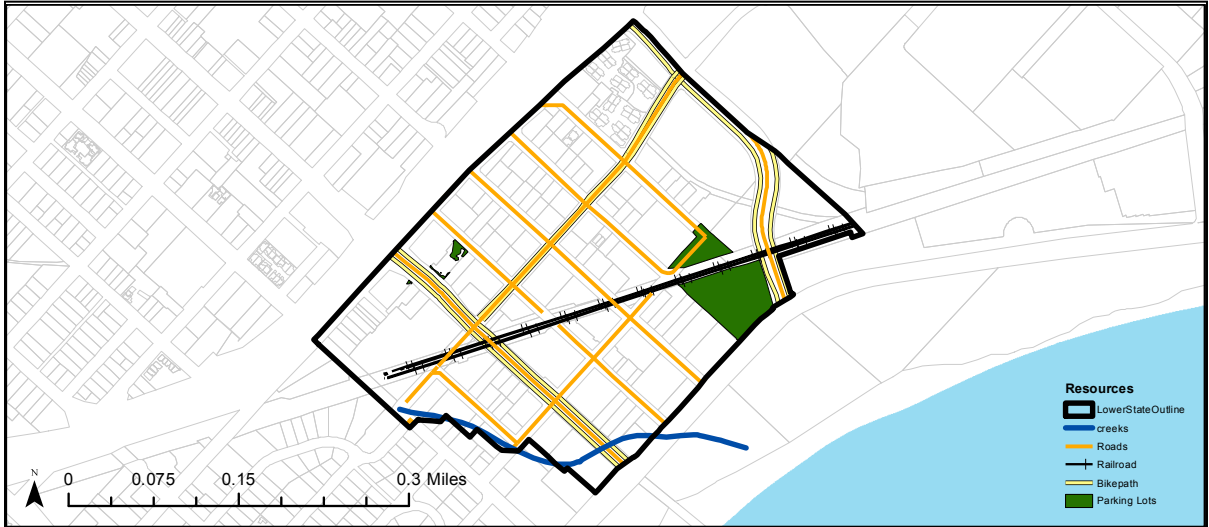 N
0 0.075 0.15 0.3 Miles
Resources
LowerStateOutline
creeks
Roads
Railroad
Bikepath
Parking Lots